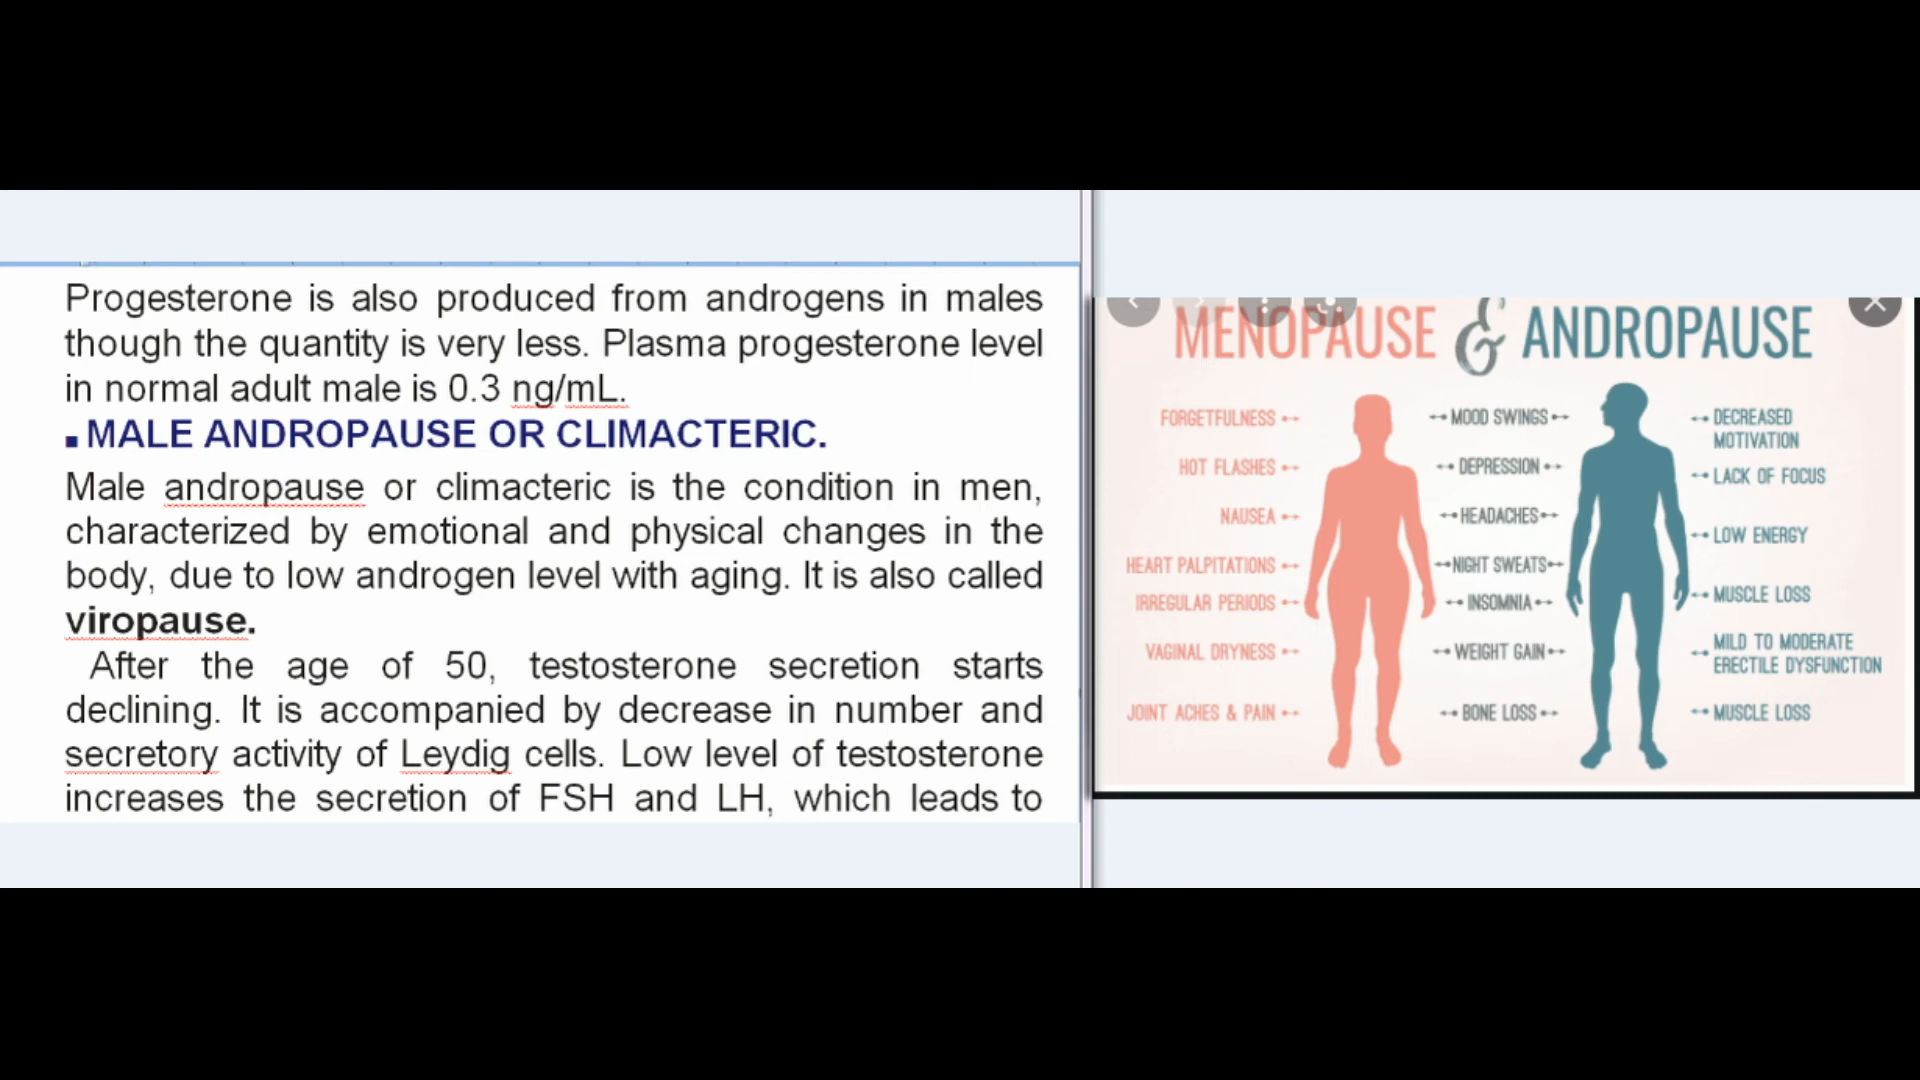 Progesterone is also produced from androgens in males
though the quantity is very less. Plasma progesterone level
in normal adult male is 0.3 ng/mL.
▪ MALE ANDROPAUSE OR CLIMACTERIC.
Male andropause or climacteric is the condition in men,
characterized by emotional and physical changes in the
body, due to low androgen level with aging. It is also called
viropause.
After the age of 50, testosterone secretion starts
declining. It is accompanied by decrease in number and
secretory activity of Leydig cells. Low level of testosterone
increases the secretion of FSH and LH, which leads to
MENOPAUSE & ANDROPAUSE
FORGETFULNESS
HOT FLASHES
NAUSEA
HEART PALPITATIONS
IRREGULAR PERIODS
VAGINAL DRYNESS
JOINT ACHES & PAIN
MOOD SWINGS
DEPRESSION
HEADACHES
NIGHT SWEATS
INSOMNIA
WEIGHT GAIN
BONE LOSS
DECREASED
MOTIVATION
LACK OF FOCUS
LOW ENERGY
MUSCLE LOSS
MILD TO MODERATE
ERECTILE DYSFUNCTION
MUSCLE LOSS